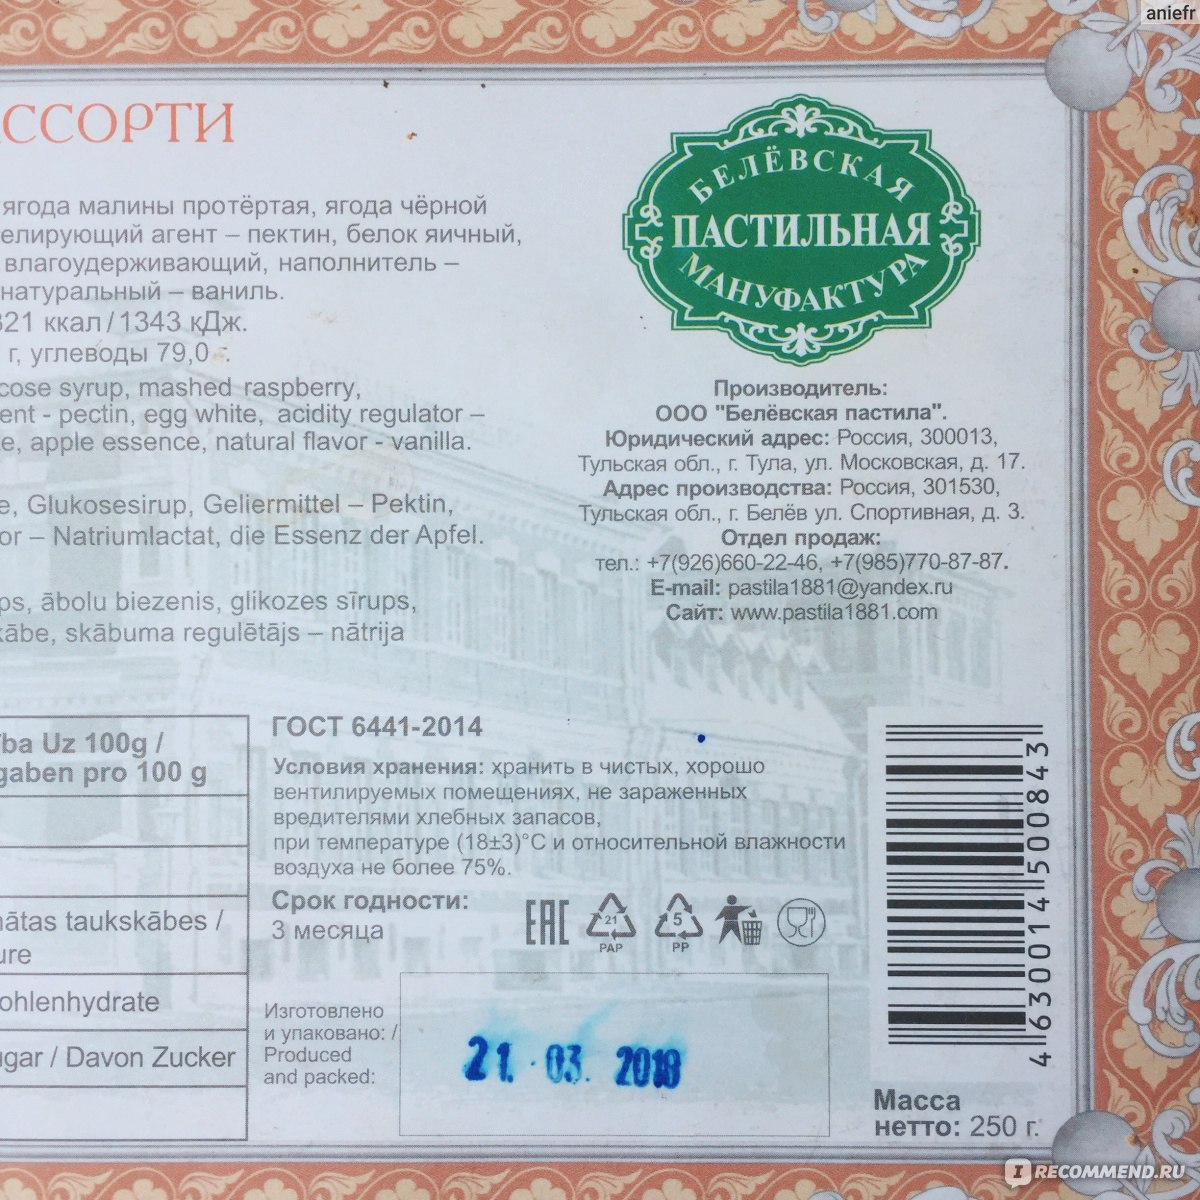 aniefr
ССОРТИ
ягода малины протёртая, ягода чёрной
елирующий агент – пектин, белок яичный,
влагоудерживающий, наполнитель –
натуральный – ваниль.
321 ккал / 1343 кДж.
г, углеводы 79,0 г.
cose syrup, mashed raspberry,
ent - pectin, egg white, acidity regulator –
e, apple essence, natural flavor - vanilla.
e, Glukosesirup, Geliermittel – Pektin,
or – Natriumlactat, die Essenz der Apfel.
ps, ābolu biezenis, glikozes sīrups,
kābe, skābuma regulētājs – nātrija
БЕЛЁВСКАЯ
ПАСТИЛЬНАЯ
МАНУФАКТУРА
Производитель:
ООО "Белёвская пастила".
Юридический адрес: Россия, 300013,
Тульская обл., г. Тула, ул. Московская, д. 17.
Адрес производства: Россия, 301530,
Тульская обл., г. Белёв ул. Спортивная, д. 3.
Отдел продаж:
тел.: +7(926)660-22-46, +7(985)770-87-87.
E-mail: pastila1881@yandex.ru
Сайт: www.pastila1881.com
ība Uz 100g /
gaben pro 100 g
nātas taukskābes /
ure
ohlenhydrate
ugar / Davon Zucker
ГОСТ 6441-2014
Условия хранения: хранить в чистых, хорошо
вентилируемых помещениях, не зараженных
вредителями хлебных запасов,
при температуре (18±3)°С и относительной влажности
воздуха не более 75%.
Срок годности:
3 месяца
EAC
21
PAP
5
PP
Изготовлено
и упаковано: /
Produced
and packed:
21. 03. 2018
4 630014 500843
Масса
нетто: 250 г.
I RECOMMEND.RU